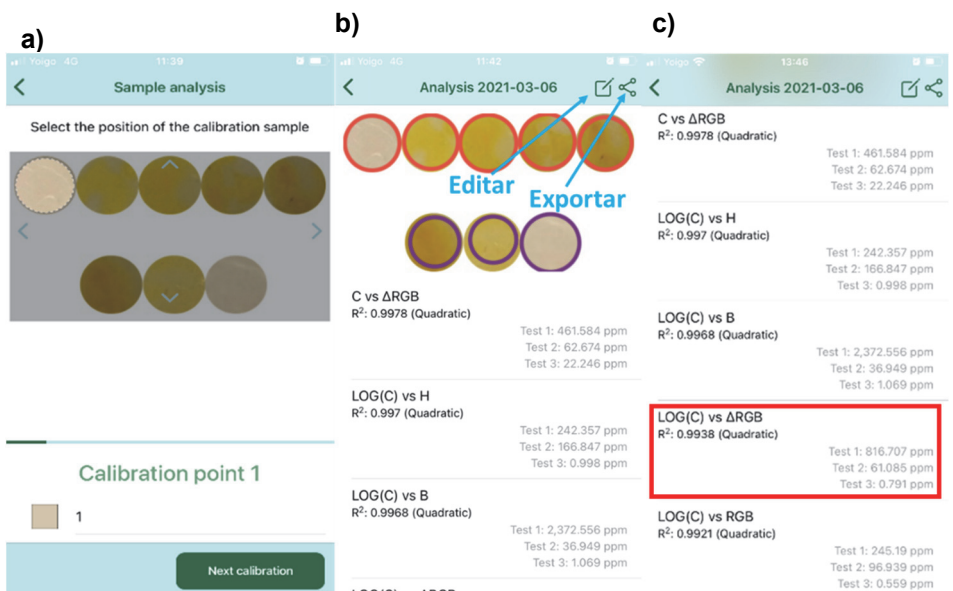 a)
Yoigo 4G 11:39
Sample analysis
Select the position of the calibration sample
Calibration point 1
1
Next calibration
b)
Yoigo 4G 11:42
Analysis 2021-03-06
Editar
Exportar
C vs ΔRGB
R²: 0.9978 (Quadratic)
Test 1: 461.584 ppm
Test 2: 62.674 ppm
Test 3: 22.246 ppm
LOG(C) vs H
R²: 0.997 (Quadratic)
Test 1: 242.357 ppm
Test 2: 166.847 ppm
Test 3: 0.998 ppm
LOG(C) vs B
R²: 0.9968 (Quadratic)
Test 1: 2,372.556 ppm
Test 2: 36.949 ppm
Test 3: 1.069 ppm
c)
Yoigo 13:46
Analysis 2021-03-06
C vs ΔRGB
R²: 0.9978 (Quadratic)
Test 1: 461.584 ppm
Test 2: 62.674 ppm
Test 3: 22.246 ppm
LOG(C) vs H
R²: 0.997 (Quadratic)
Test 1: 242.357 ppm
Test 2: 166.847 ppm
Test 3: 0.998 ppm
LOG(C) vs B
R²: 0.9968 (Quadratic)
Test 1: 2,372.556 ppm
Test 2: 36.949 ppm
Test 3: 1.069 ppm
LOG(C) vs ΔRGB
R²: 0.9938 (Quadratic)
Test 1: 816.707 ppm
Test 2: 61.085 ppm
Test 3: 0.791 ppm
LOG(C) vs RGB
R²: 0.9921 (Quadratic)
Test 1: 245.19 ppm
Test 2: 96.939 ppm
Test 3: 0.559 ppm